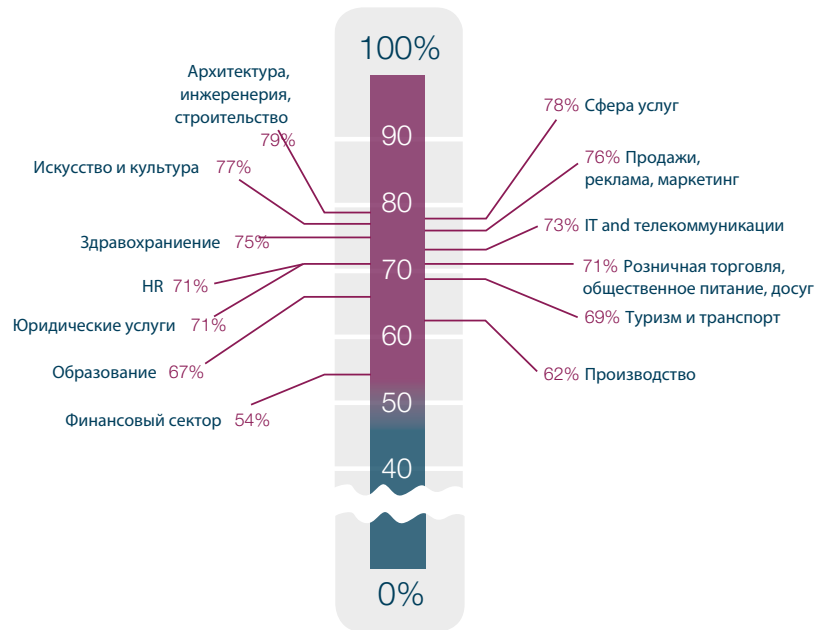 100%
Архитектура,
инжеренерия,
строительство
79%
Искусство и культура 77%
Здравохраниение 75%
HR 71%
Юридические услуги 71%
Образование 67%
Финансовый сектор 54%
90
80
70
60
50
40
0%
78% Сфера услуг
76% Продажи,
реклама, маркетинг
73% IT and телекоммуникации
71% Розничная торговля,
общественное питание, досуг
69% Туризм и транспорт
62% Производство